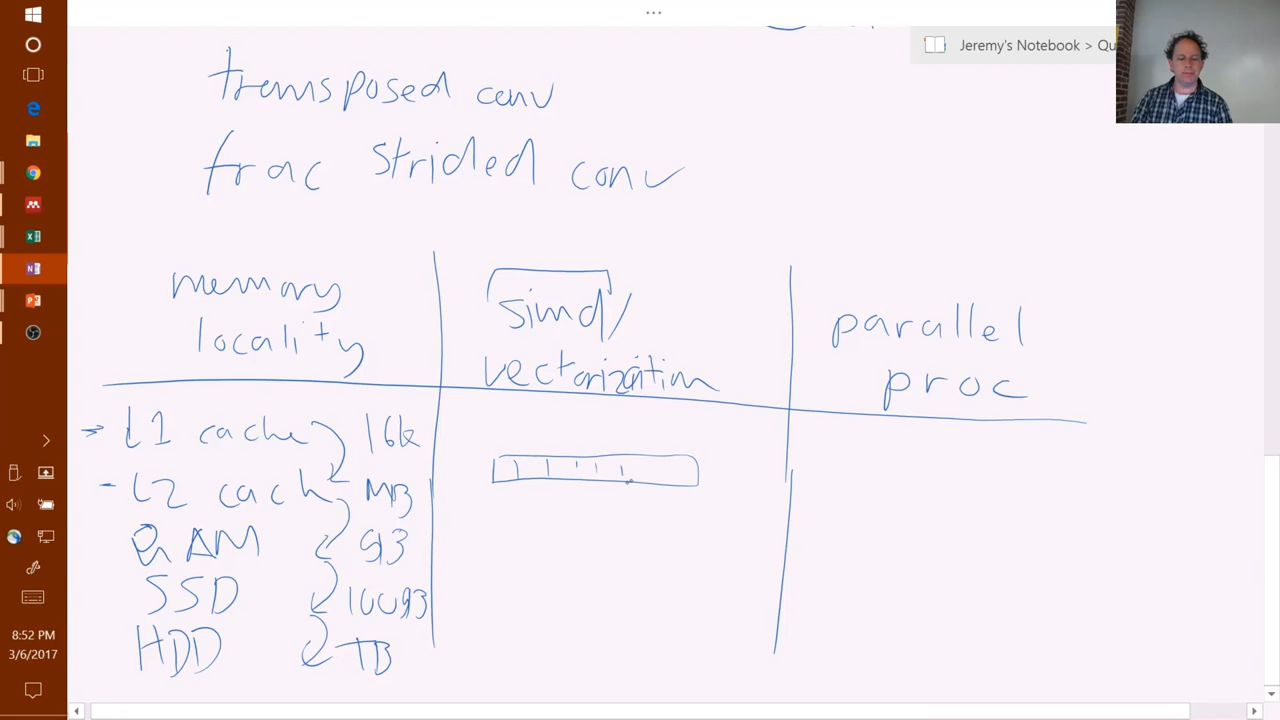 ...
Jeremy's Notebook > Qu
transposed conv
frac strided conv
memory
locality
simd/
vectorization
parallel
proc
L1 cache 16k
L2 cache MB
RAM GB
SSD 100GB
HDD TB
8:52 PM
3/6/2017